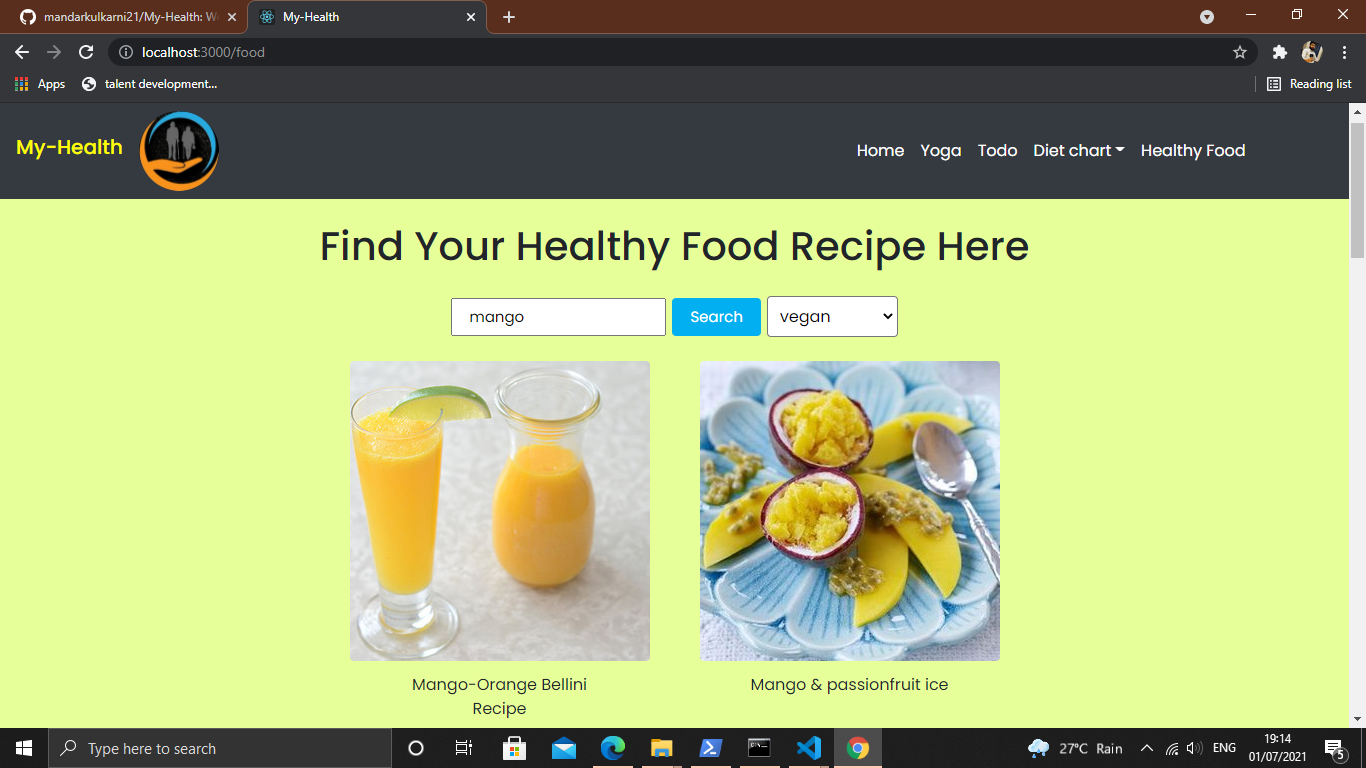 mandarkulkarni21/My-Health: W
My-Health
localhost:3000/food
Apps
talent development...
Reading list
My-Health
Home
Yoga
Todo
Diet chart
Healthy Food
Find Your Healthy Food Recipe Here
mango
Search
vegan
Mango-Orange Bellini
Recipe
Mango & passionfruit ice
Type here to search
27°C Rain
ENG
19:14
01/07/2021
5